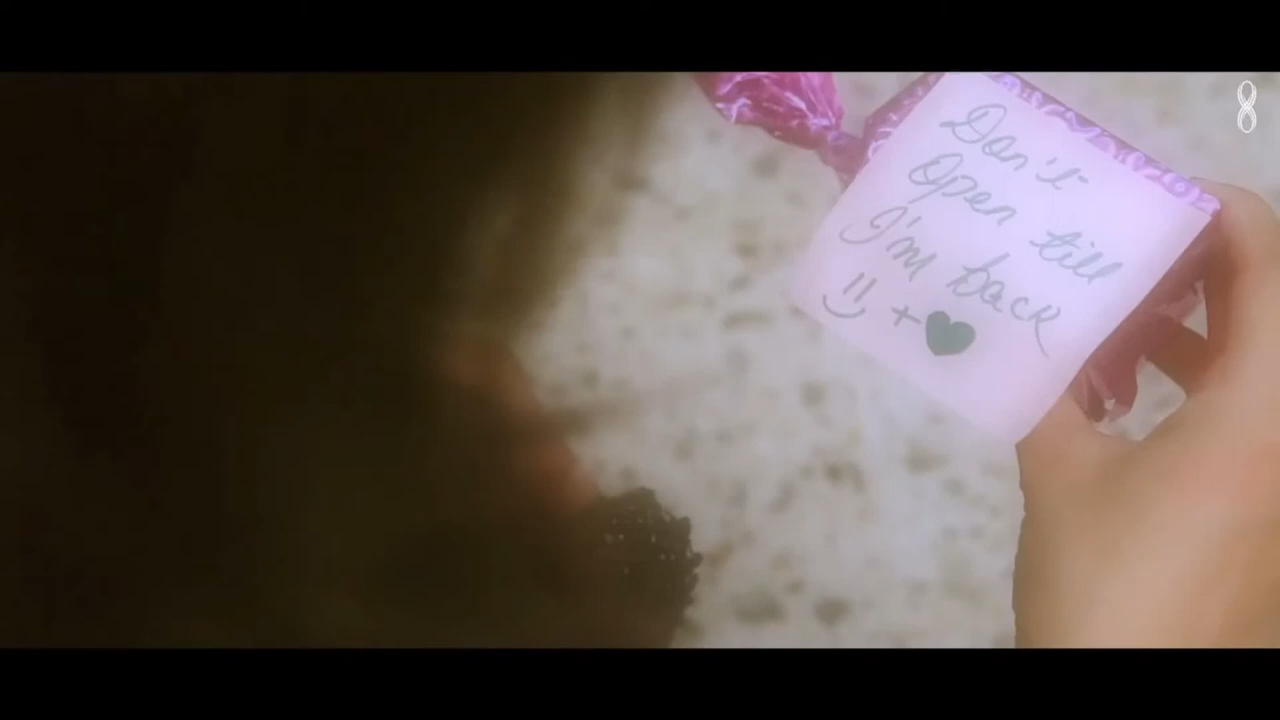 Don't
Open till
I'm back
=) + ♥